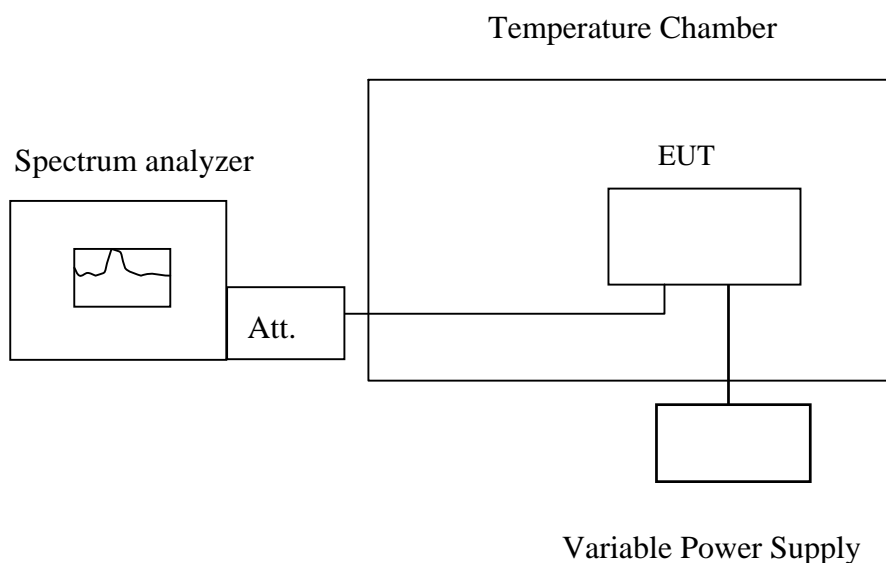 Temperature Chamber
Spectrum analyzer
EUT
Att.
Variable Power Supply